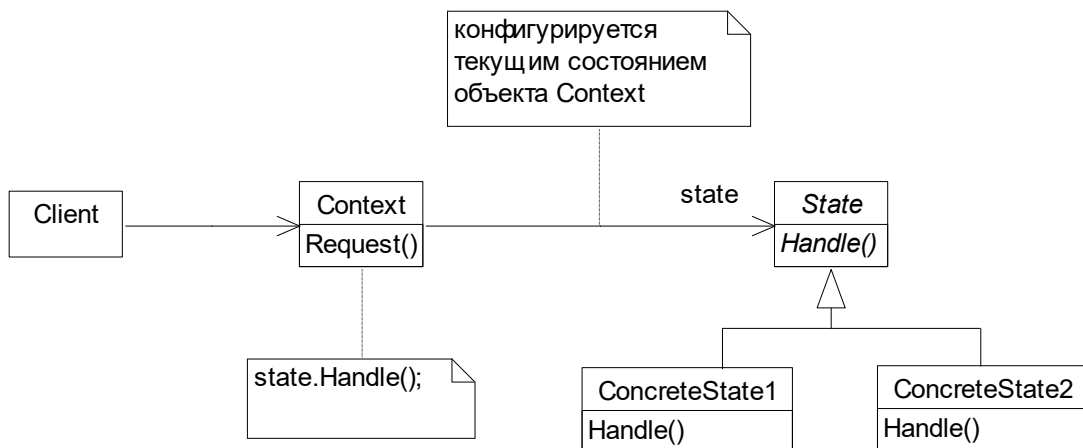 конфигурируется
текущим состоянием
объекта Context
Client
Context
Request()
state
State
Handle()
state.Handle();
ConcreteState1
Handle()
ConcreteState2
Handle()